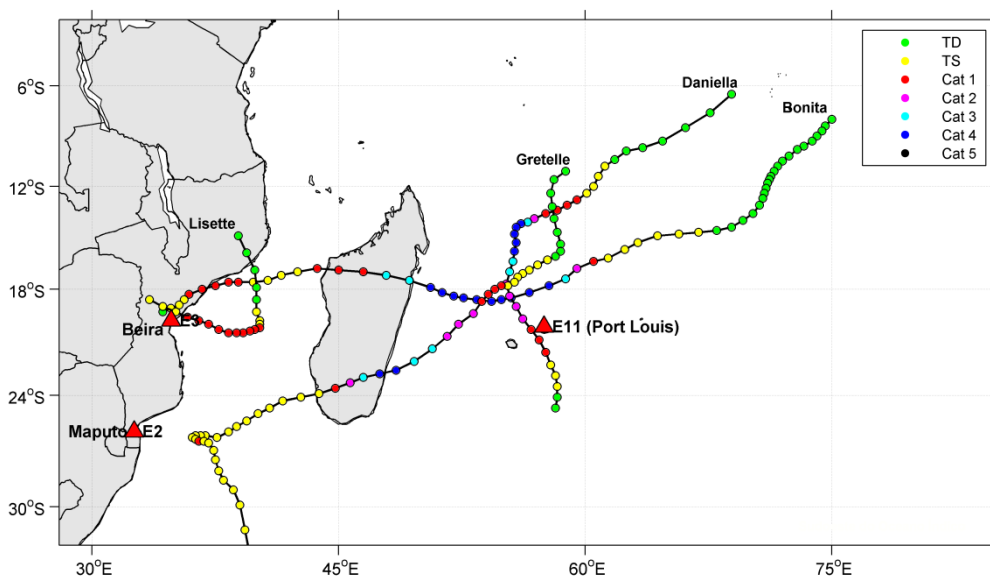 6°S
12°S
18°S
24°S
30°S
30°E
45°E
60°E
75°E
Daniella
Bonita
Gretelle
Lisette
Beira E3
E11 (Port Louis)
Maputo E2
TD
TS
Cat 1
Cat 2
Cat 3
Cat 4
Cat 5